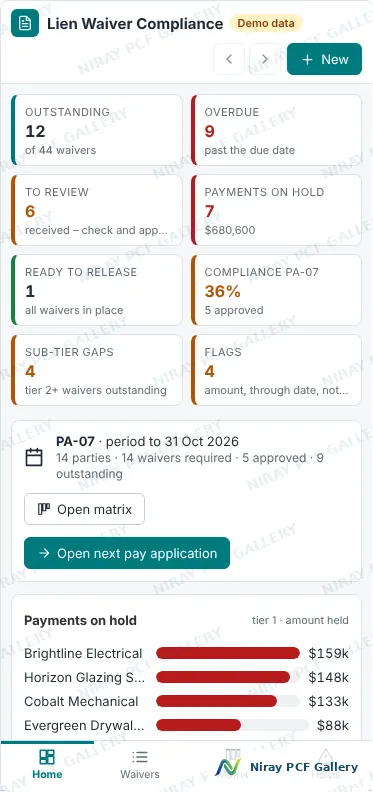 Lien Waiver Compliance
Demo data
New
OUTSTANDING
12
of 44 waivers
OVERDUE
9
past the due date
TO REVIEW
6
received – check and app...
PAYMENTS ON HOLD
7
$680,600
READY TO RELEASE
1
all waivers in place
COMPLIANCE PA-07
36%
5 approved
SUB-TIER GAPS
4
tier 2+ waivers outstanding
FLAGS
4
amount, through date, not...
PA-07 · period to 31 Oct 2026
14 parties · 14 waivers required · 5 approved · 9
outstanding
Open matrix
Open next pay application
Payments on hold
tier 1 · amount held
Brightline Electrical
$159k
Horizon Glazing S...
$148k
Cobalt Mechanical
$133k
Evergreen Drywal...
$88k
Home
Waivers
Niray PCF Gallery
NIRAY PCF GALLERY